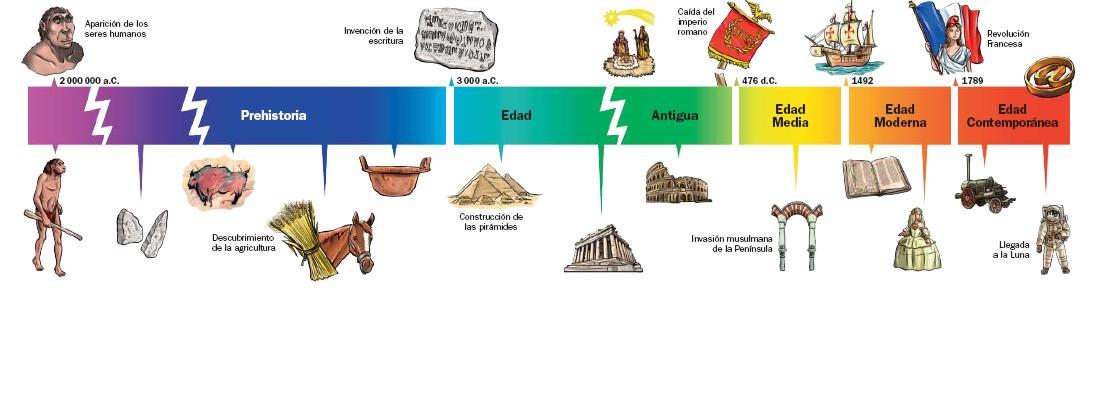 Aparición de los
seres humanos
Invención de la
escritura
Caída del
imperio
romano
Revolución
Francesa
2 000 000 a.C.
3 000 a.C.
476 d.C.
1492
1789
Prehistoria
Edad
Antigua
Edad
Media
Edad
Moderna
Edad
Contemporánea
Construcción de
las pirámides
Descubrimiento
de la agricultura
Invasión musulmana
de la Península
Llegada
a la Luna